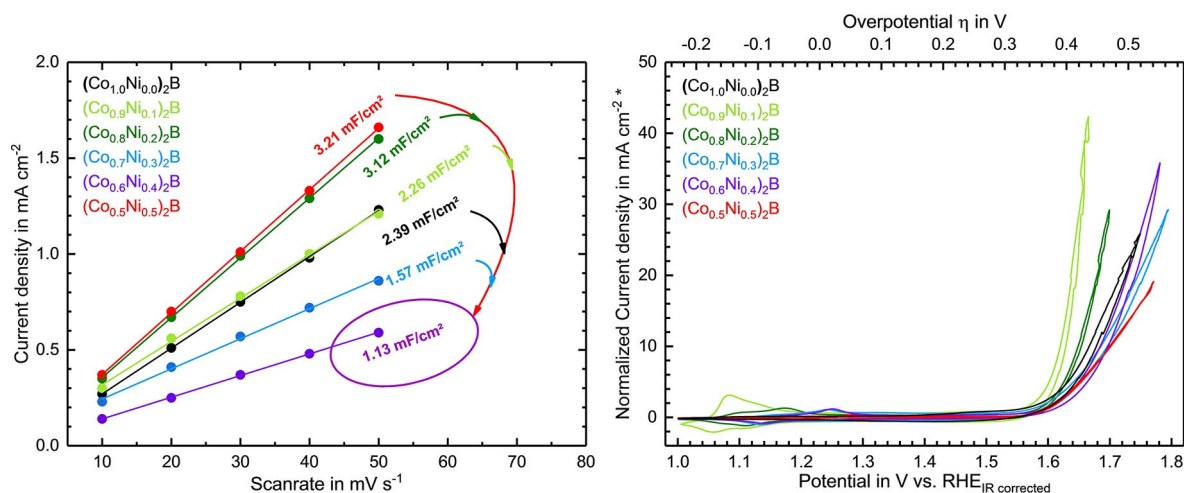 Overpotential η in V
-0.2 -0.1 0.0 0.1 0.2 0.3 0.4 0.5
2.0
1.5
1.0
0.5
0.0
Current density in mA cm⁻²
(Co₁.₀Ni₀.₀)₂B
(Co₀.₉Ni₀.₁)₂B
(Co₀.₈Ni₀.₂)₂B
(Co₀.₇Ni₀.₃)₂B
(Co₀.₆Ni₀.₄)₂B
(Co₀.₅Ni₀.₅)₂B
3.21 mF/cm²
3.12 mF/cm²
2.26 mF/cm²
2.39 mF/cm²
1.57 mF/cm²
1.13 mF/cm²
10 20 30 40 50 60 70 80
Scanrate in mV s⁻¹
50
40
30
20
10
0
Normalized Current density in mA cm⁻² *
(Co₁.₀Ni₀.₀)₂B
(Co₀.₉Ni₀.₁)₂B
(Co₀.₈Ni₀.₂)₂B
(Co₀.₇Ni₀.₃)₂B
(Co₀.₆Ni₀.₄)₂B
(Co₀.₅Ni₀.₅)₂B
1.0 1.1 1.2 1.3 1.4 1.5 1.6 1.7 1.8
Potential in V vs. RHE IR corrected